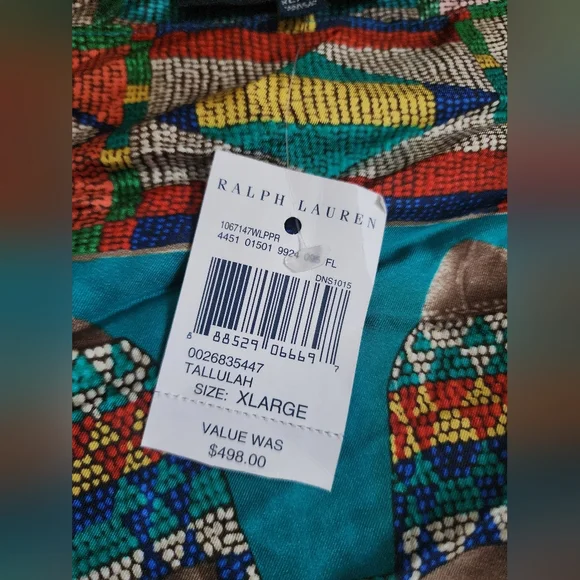 RALPH LAUREN
1067147WLPPR
4451 01501 9924 FL
DNS1015
8 88529 06669 7
0026835447
TALLULAH
SIZE: XLARGE
VALUE WAS
$498.00